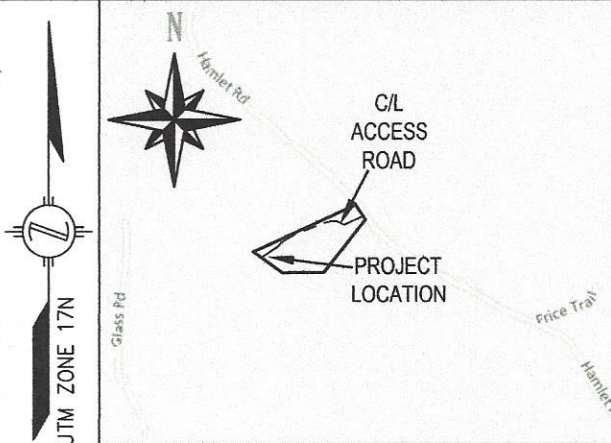 N
Hamlet Rd
C/L
ACCESS
ROAD
PROJECT
LOCATION
Glass Rd
Price Trail
Hamlet
UTM ZONE 17N